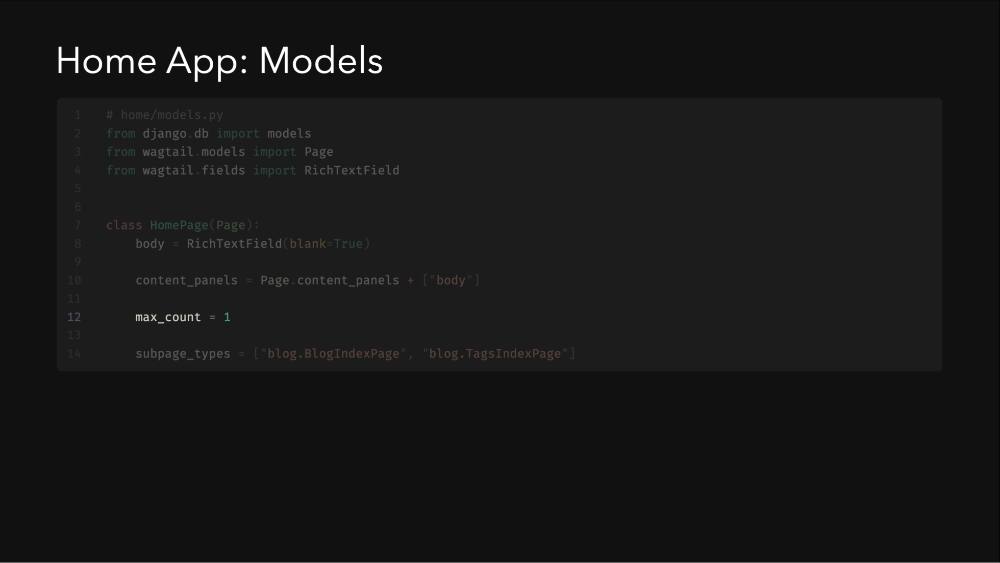 Home App: Models
1 # home/models.py
2 from django.db import models
3 from wagtail.models import Page
4 from wagtail.fields import RichTextField
5
6
7 class HomePage(Page):
8     body = RichTextField(blank=True)
9
10     content_panels = Page.content_panels + ["body"]
11
12     max_count = 1
13
14     subpage_types = ["blog.BlogIndexPage", "blog.TagsIndexPage"]